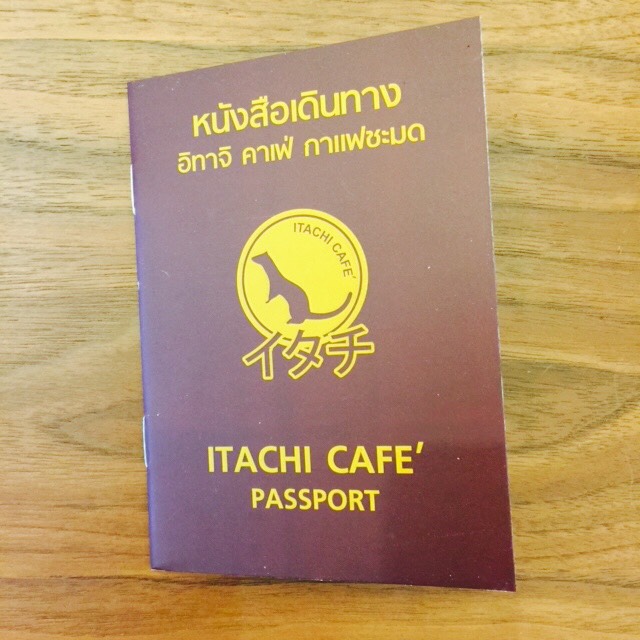 หนังสือเดินทาง
อิทาจิ คาเฟ่ กาแฟชะมด
ITACHI CAFE'
イタチ
ITACHI CAFE'
PASSPORT